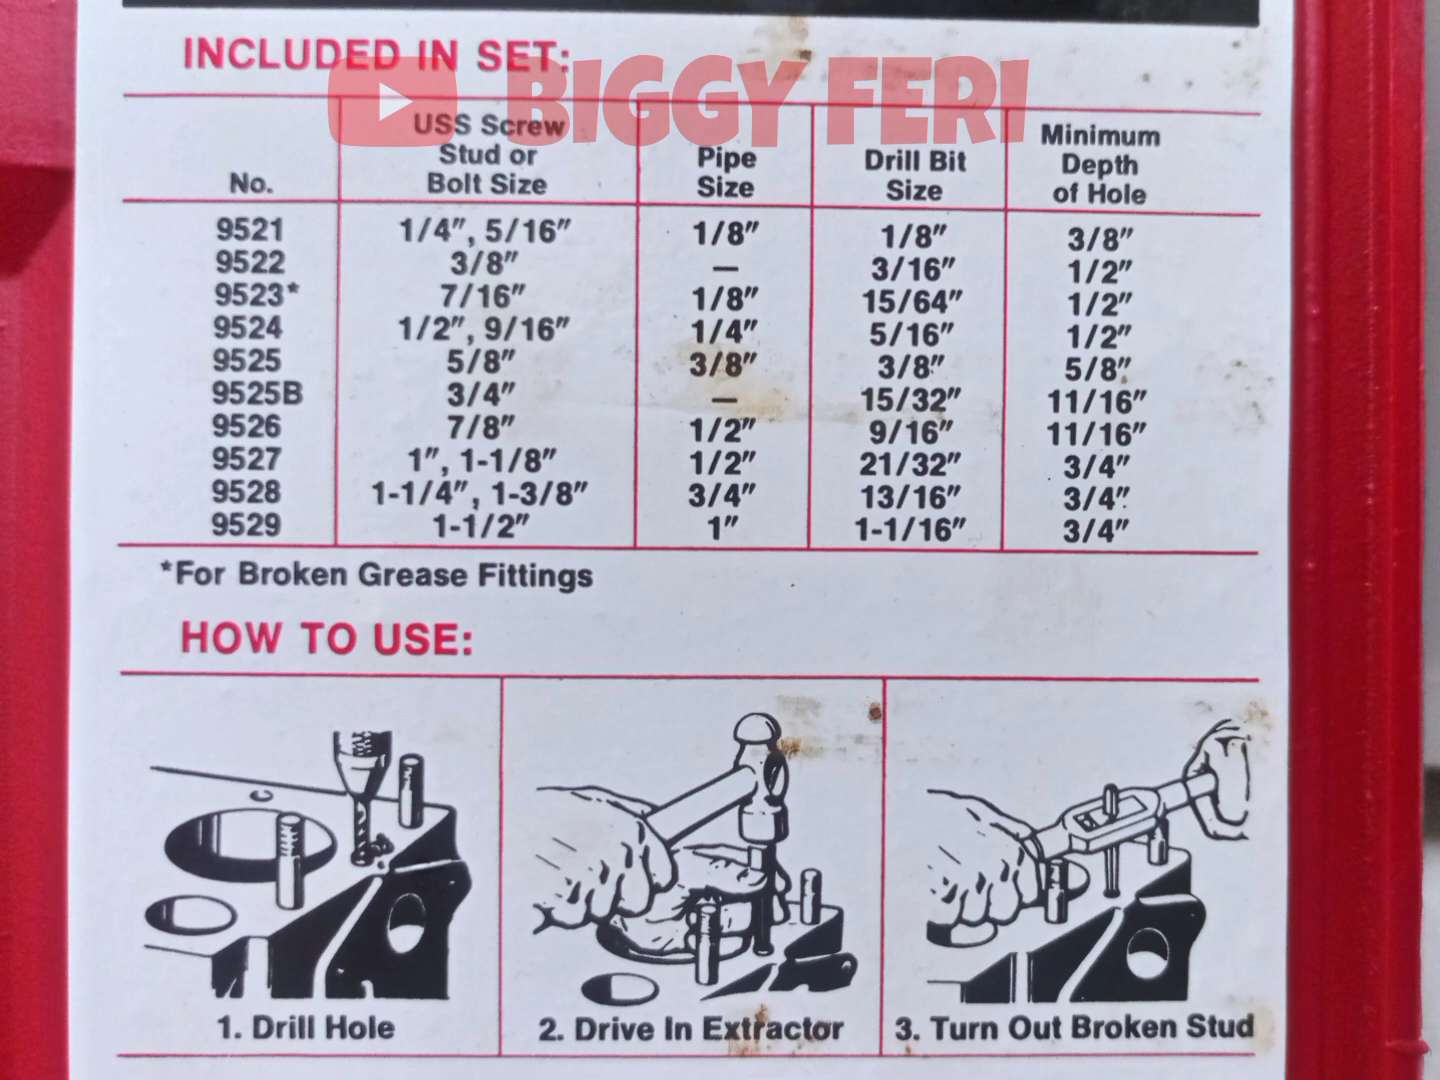 INCLUDED IN SET:
BIGGY FERI
No. USS Screw Stud or Bolt Size Pipe Size Drill Bit Size Minimum Depth of Hole
9521 1/4", 5/16" 1/8" 1/8" 3/8"
9522 3/8" — 3/16" 1/2"
9523* 7/16" 1/8" 15/64" 1/2"
9524 1/2", 9/16" 1/4" 5/16" 1/2"
9525 5/8" 3/8" 3/8" 5/8"
9525B 3/4" — 15/32" 11/16"
9526 7/8" 1/2" 9/16" 11/16"
9527 1", 1-1/8" 1/2" 21/32" 3/4"
9528 1-1/4", 1-3/8" 3/4" 13/16" 3/4"
9529 1-1/2" 1" 1-1/16" 3/4"
*For Broken Grease Fittings
HOW TO USE:
1. Drill Hole
2. Drive In Extractor
3. Turn Out Broken Stud